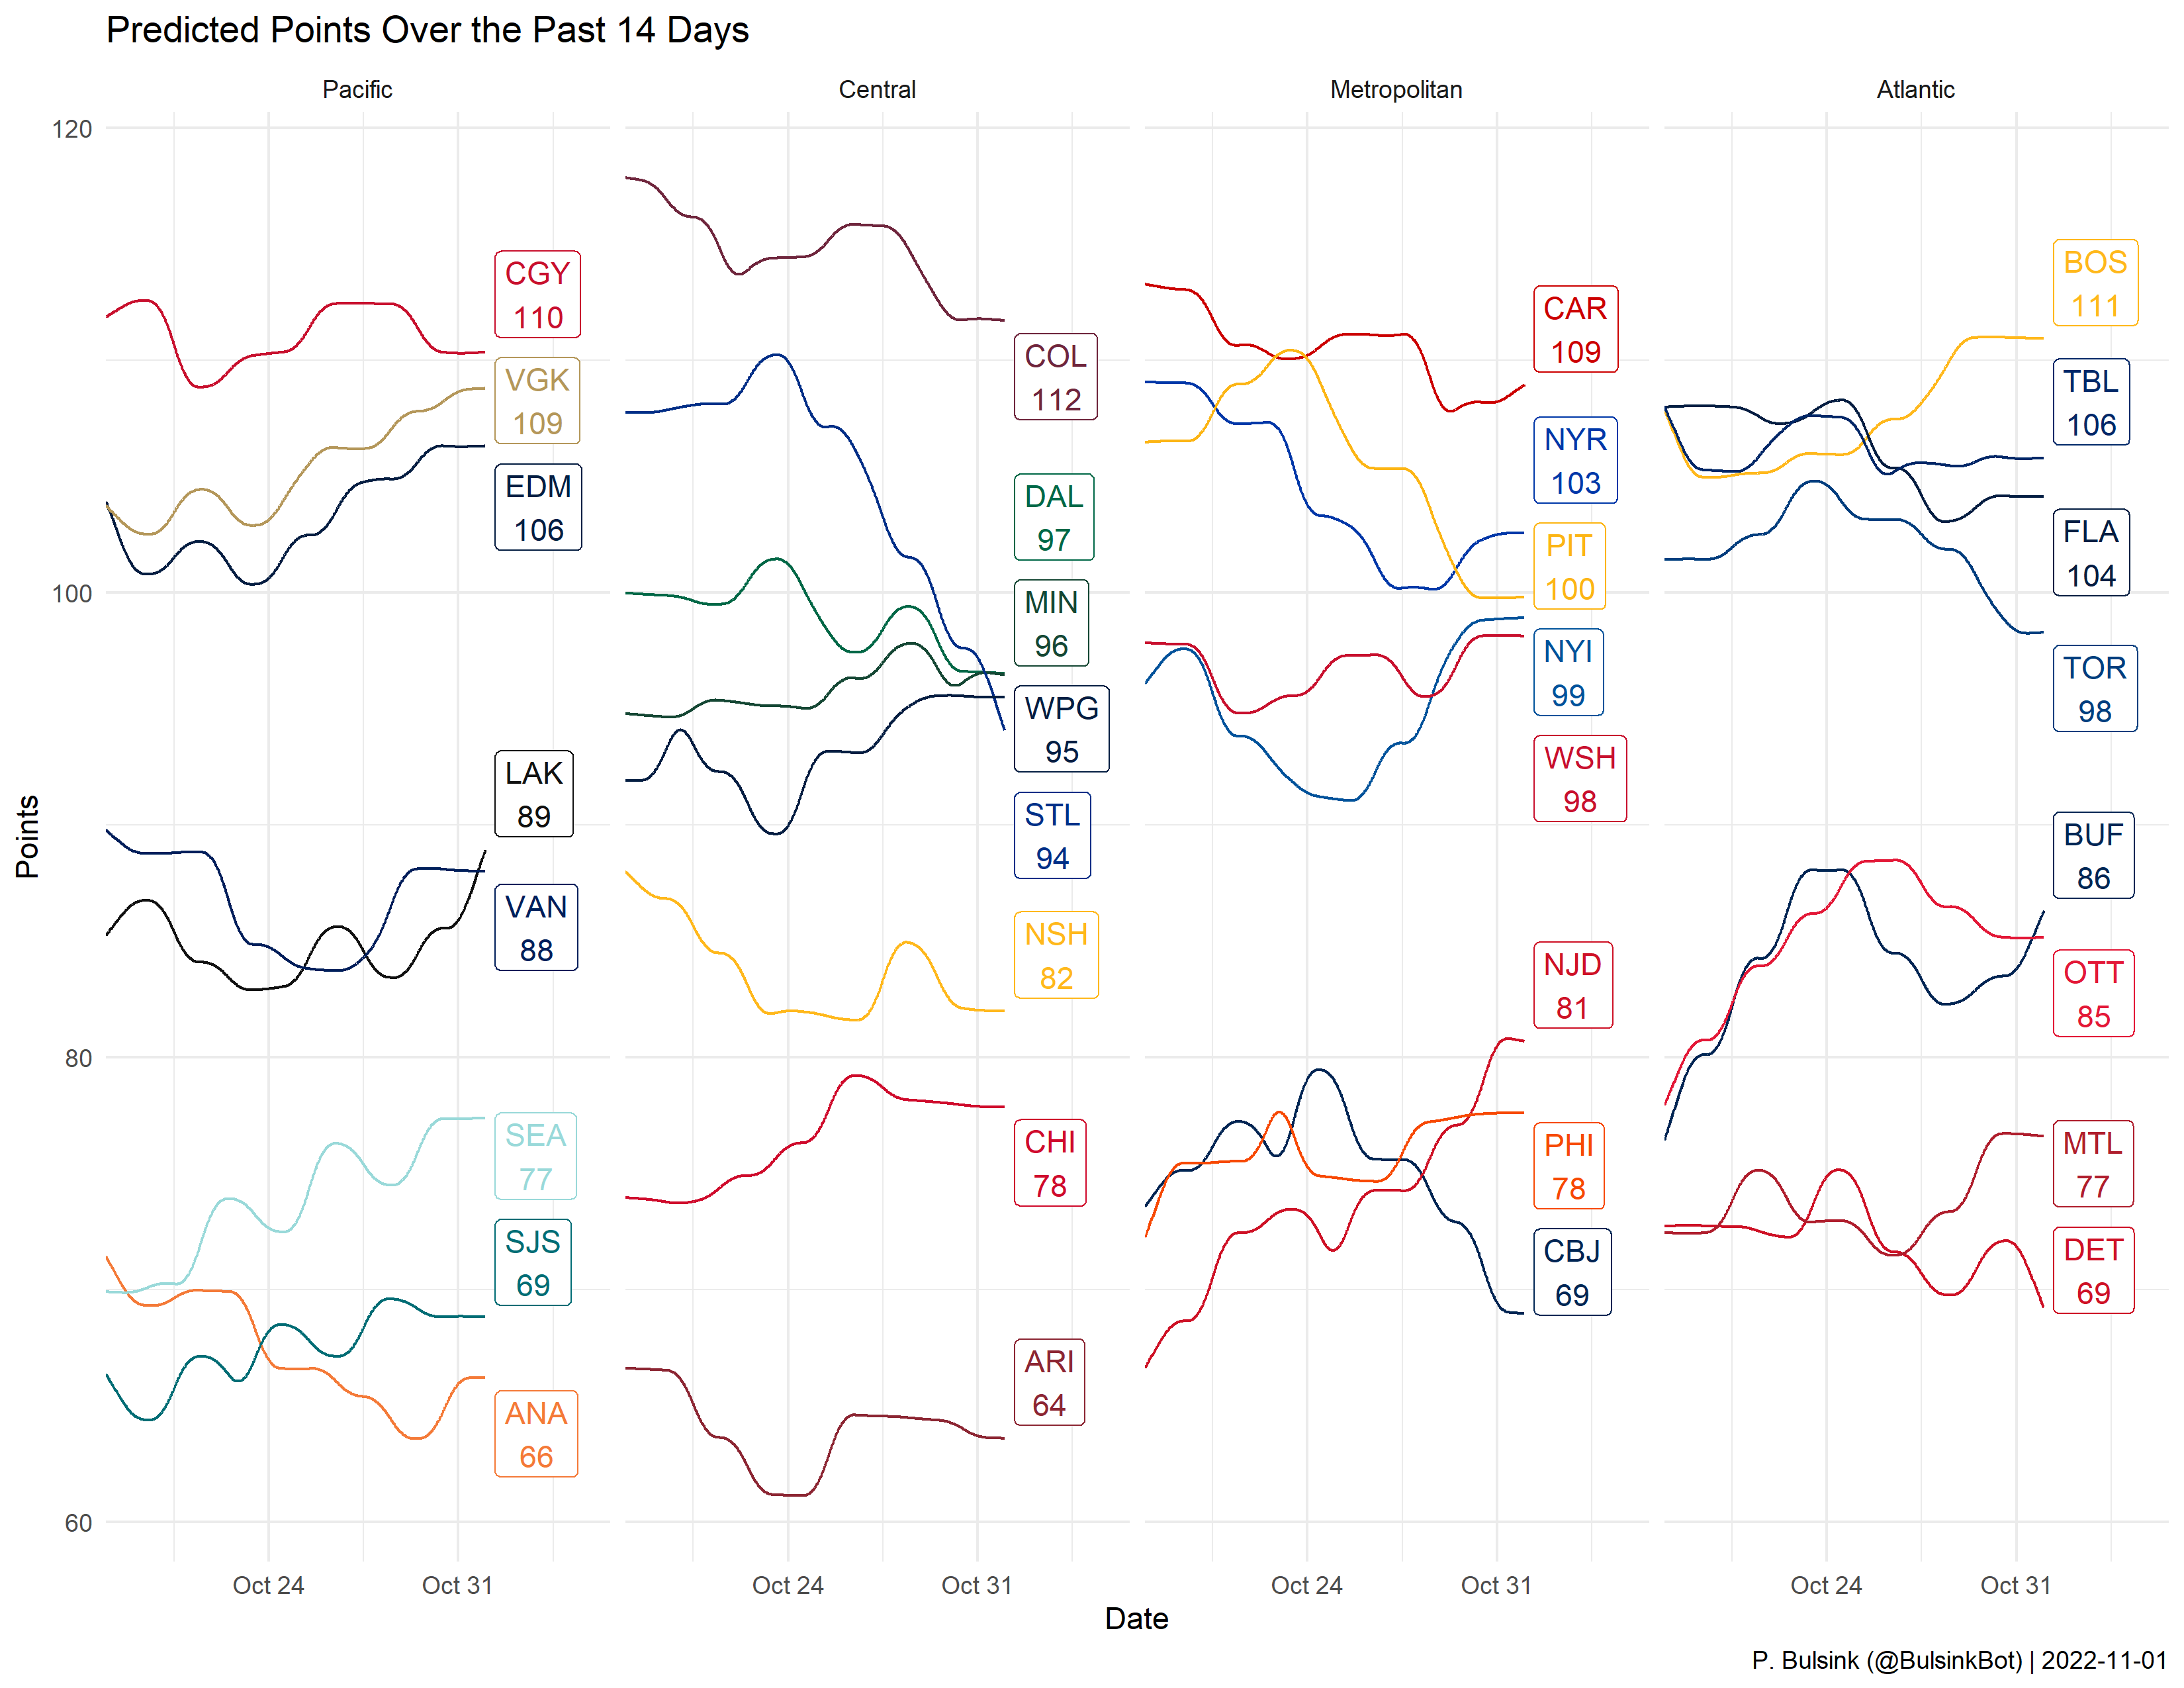 Predicted Points Over the Past 14 Days
Pacific
Central
Metropolitan
Atlantic
Points
120
100
80
60
CGY
110
VGK
109
EDM
106
LAK
89
VAN
88
SEA
77
SJS
69
ANA
66
COL
112
DAL
97
MIN
96
WPG
95
STL
94
NSH
82
CHI
78
ARI
64
CAR
109
NYR
103
PIT
100
NYI
99
WSH
98
NJD
81
PHI
78
CBJ
69
BOS
111
TBL
106
FLA
104
TOR
98
BUF
86
OTT
85
MTL
77
DET
69
Oct 24
Oct 31
Oct 24
Oct 31
Oct 24
Oct 31
Oct 24
Oct 31
Date
P. Bulsink (@BulsinkBot) | 2022-11-01